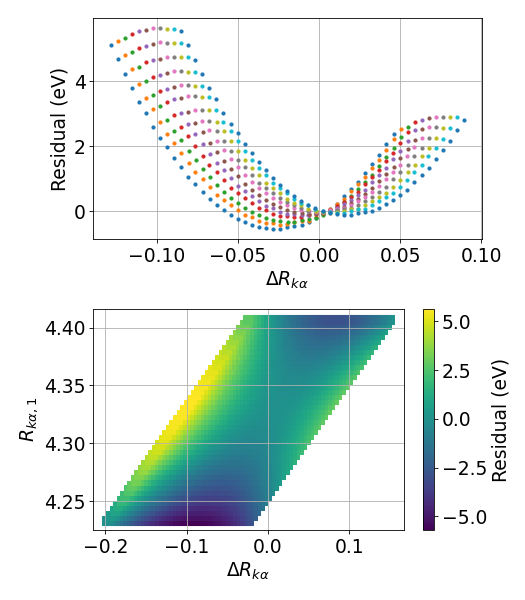 Residual (eV)
4
2
0
−0.10 −0.05 0.00 0.05 0.10
ΔR_{kα}
R_{kα,1}
4.40
4.35
4.30
4.25
−0.2 −0.1 0.0 0.1
ΔR_{kα}
5.0
2.5
0.0
−2.5
−5.0
Residual (eV)